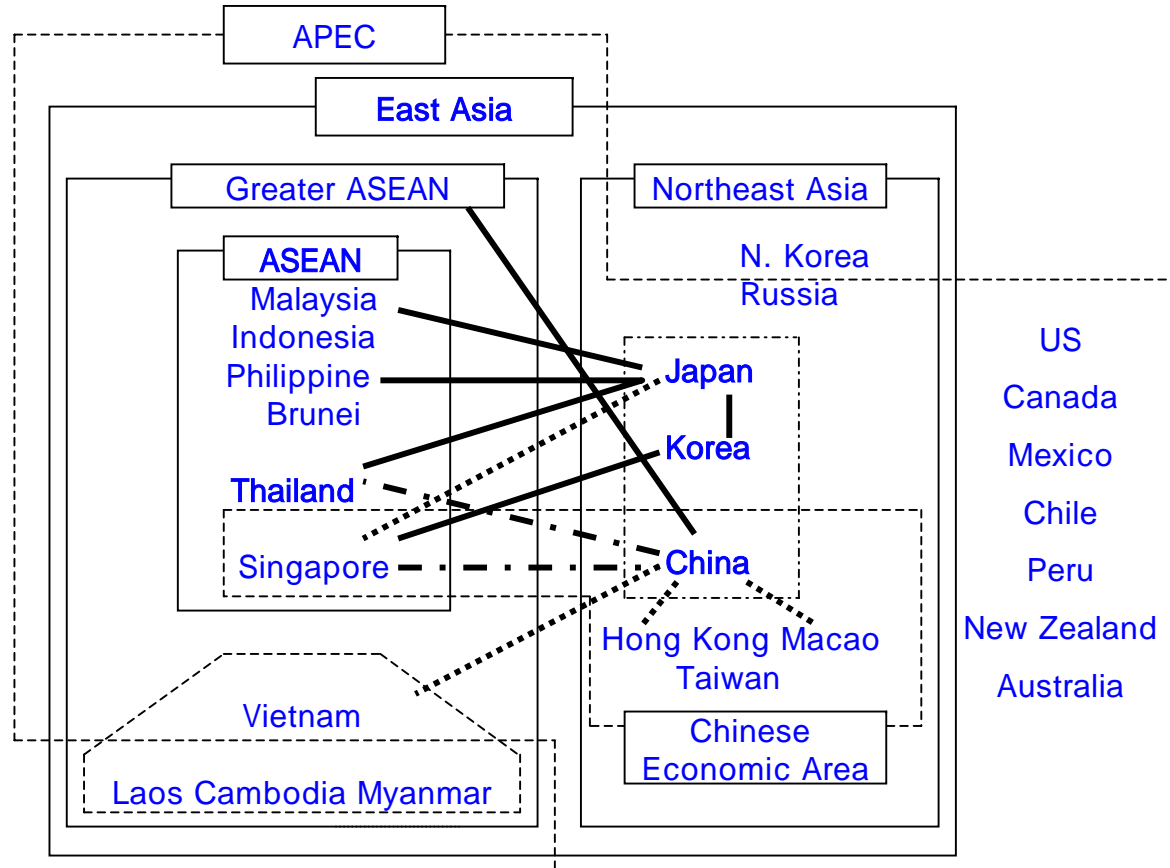 APEC
East Asia
Greater ASEAN
Northeast Asia
ASEAN
Malaysia
Indonesia
Philippine
Brunei
Thailand
Singapore
Vietnam
Laos Cambodia Myanmar
N. Korea
Russia
Japan
Korea
China
Hong Kong Macao
Taiwan
Chinese
Economic Area
US
Canada
Mexico
Chile
Peru
New Zealand
Australia